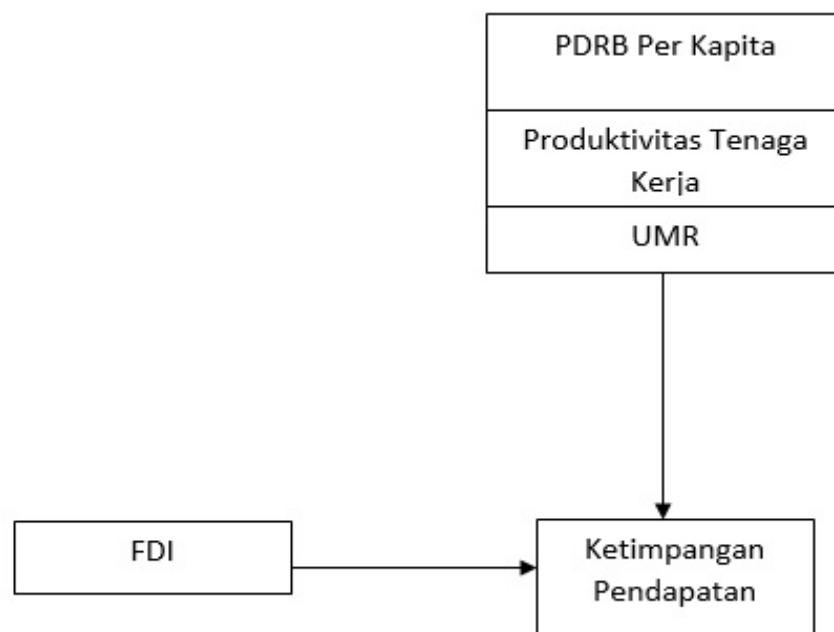 PDRB Per Kapita
Produktivitas Tenaga
Kerja
UMR
FDI
Ketimpangan
Pendapatan